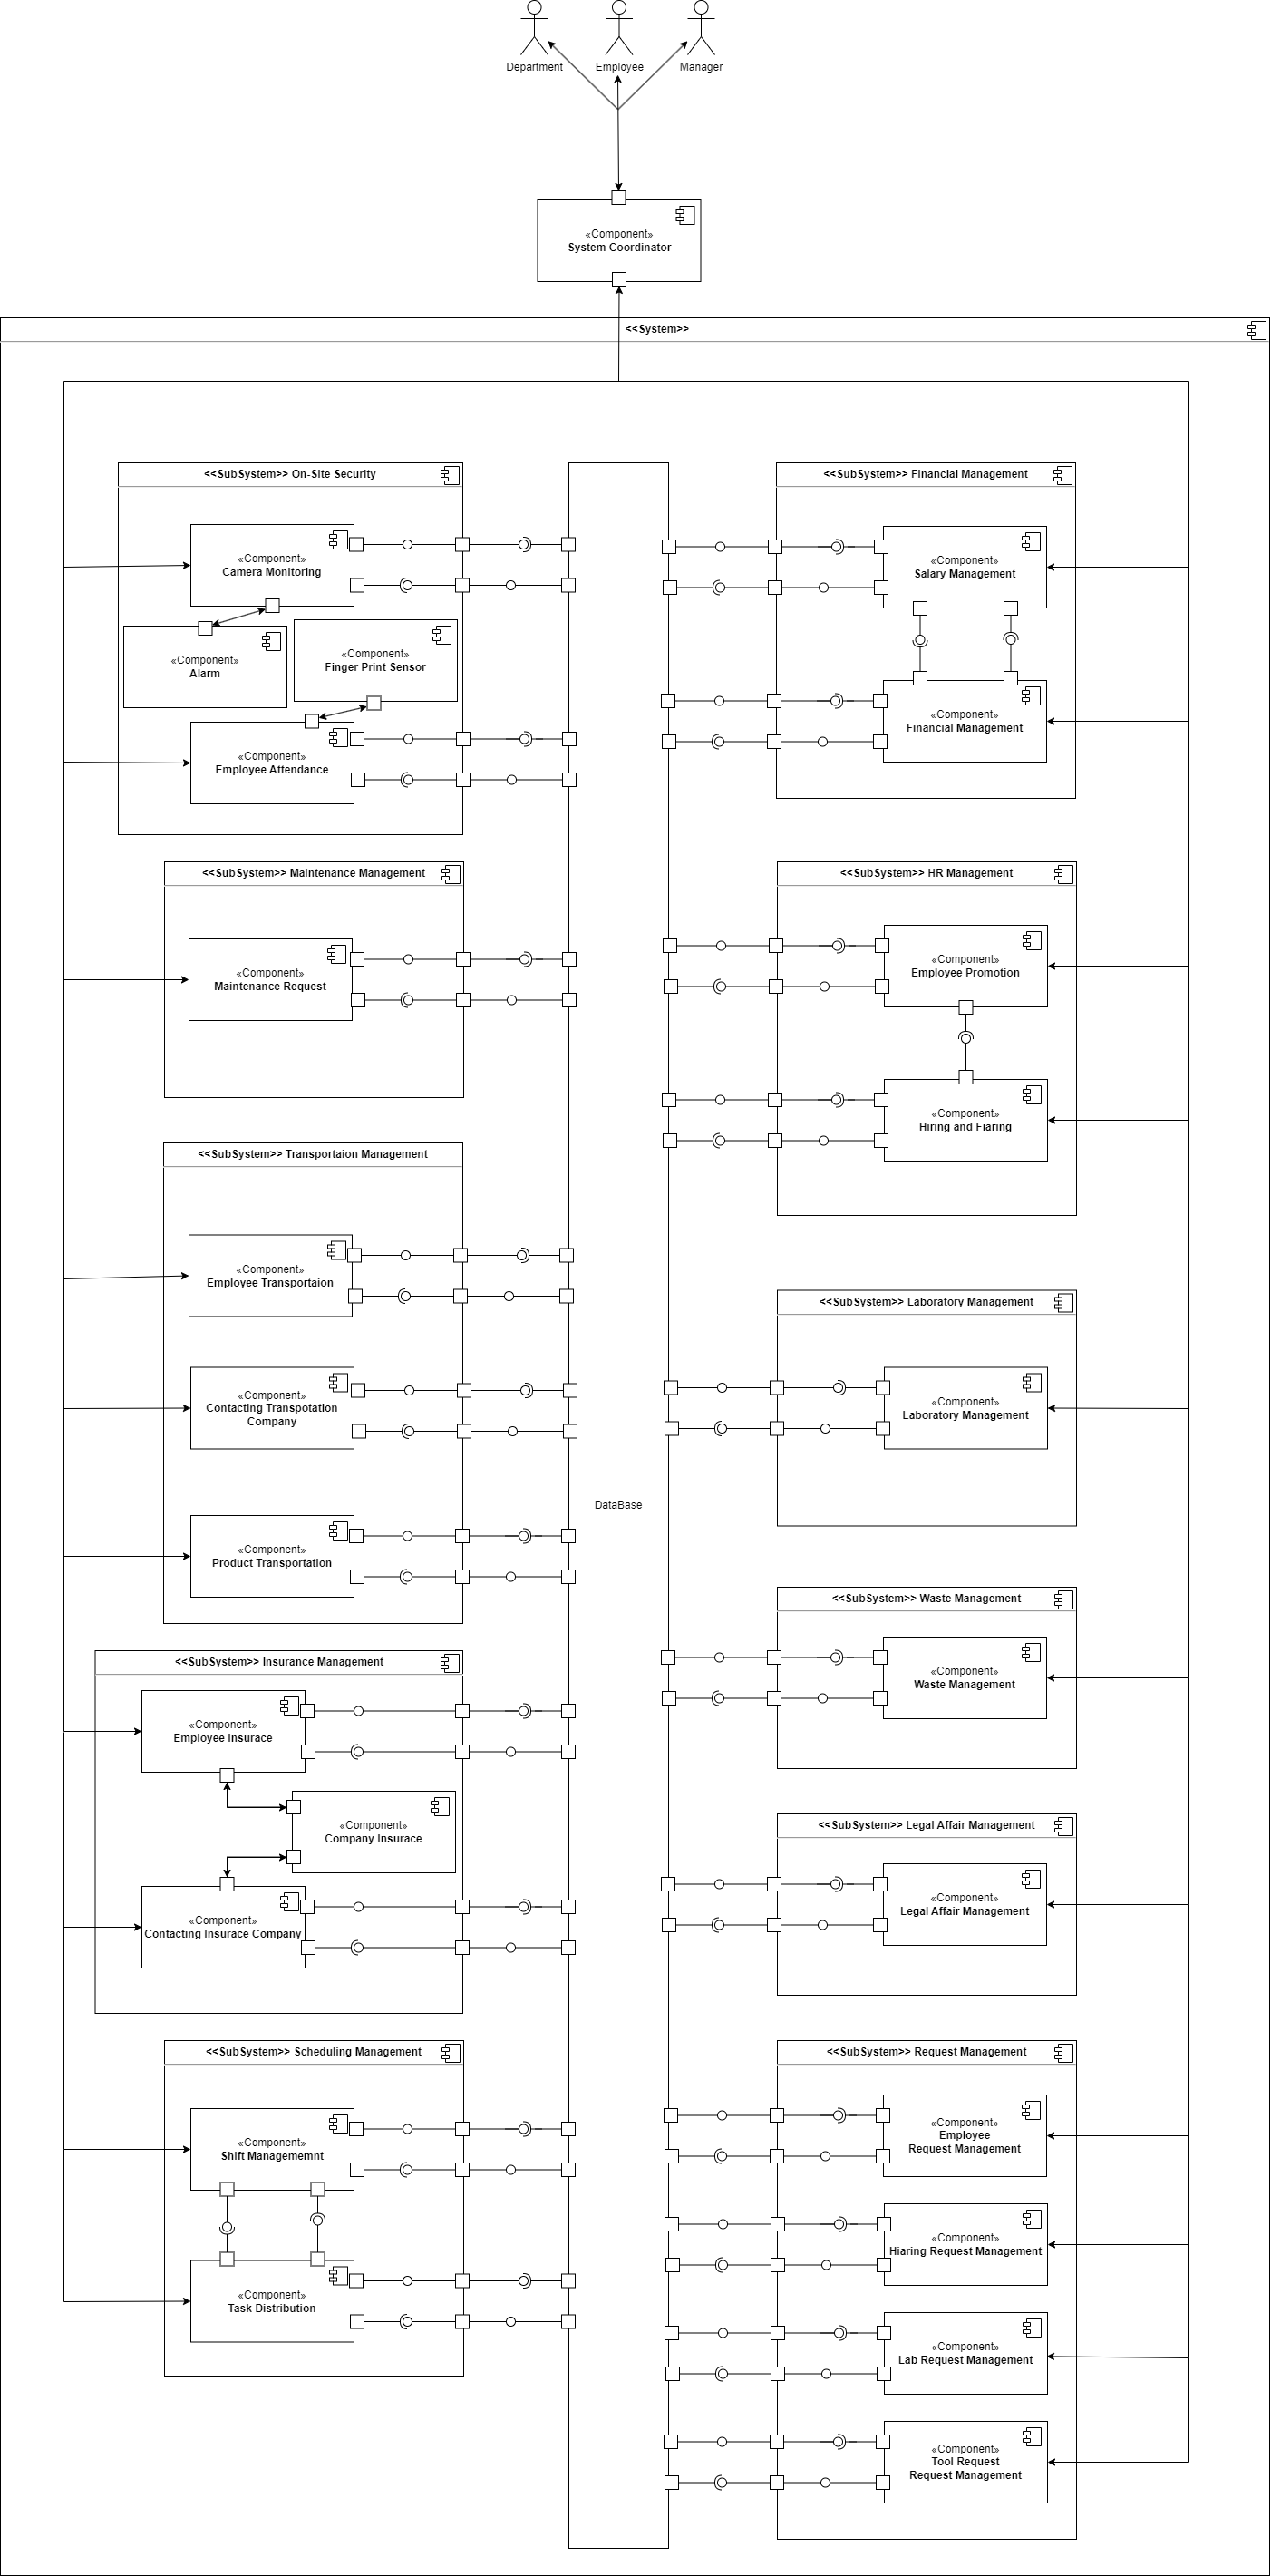 Department
Employee
Manager
«Component»
System Coordinator
<<System>>
<<SubSystem>> On-Site Security
«Component»
Camera Monitoring
«Component»
Alarm
«Component»
Finger Print Sensor
«Component»
Employee Attendance
<<SubSystem>> Maintenance Management
«Component»
Maintenance Request
<<SubSystem>> Transportaion Management
«Component»
Employee Transportaion
«Component»
Contacting Transpotation
Company
«Component»
Product Transportation
<<SubSystem>> Insurance Management
«Component»
Employee Insurace
«Component»
Company Insurace
«Component»
Contacting Insurace Company
<<SubSystem>> Scheduling Management
«Component»
Shift Managememnt
«Component»
Task Distribution
DataBase
<<SubSystem>> Financial Management
«Component»
Salary Management
«Component»
Financial Management
<<SubSystem>> HR Management
«Component»
Employee Promotion
«Component»
Hiring and Fiaring
<<SubSystem>> Laboratory Management
«Component»
Laboratory Management
<<SubSystem>> Waste Management
«Component»
Waste Management
<<SubSystem>> Legal Affair Management
«Component»
Legal Affair Management
<<SubSystem>> Request Management
«Component»
Employee
Request Management
«Component»
Hiaring Request Management
«Component»
Lab Request Management
«Component»
Tool Request
Request Management